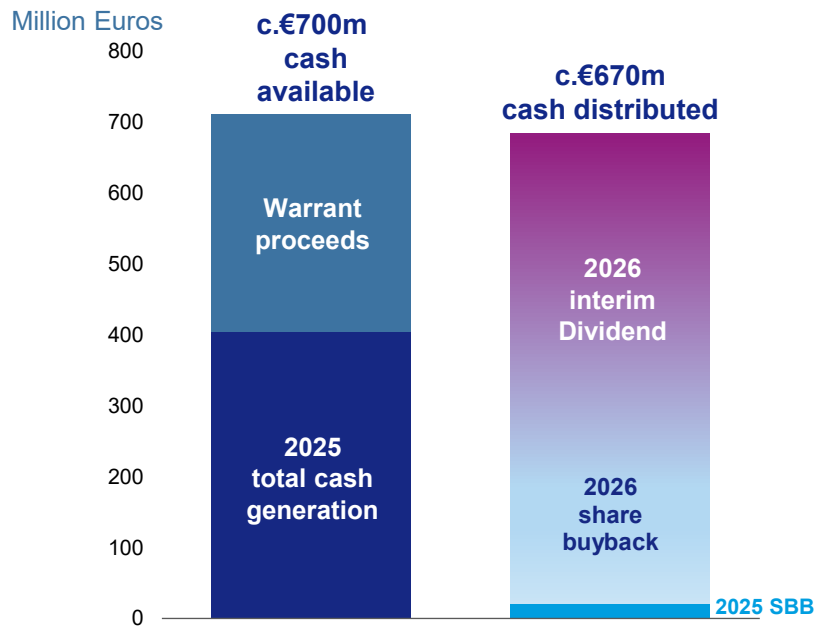 Million Euros
c.€700m
cash
available
c.€670m
cash distributed
800
700
600
500
400
300
200
100
0
Warrant
proceeds
2025
total cash
generation
2026
interim
Dividend
2026
share
buyback
2025 SBB